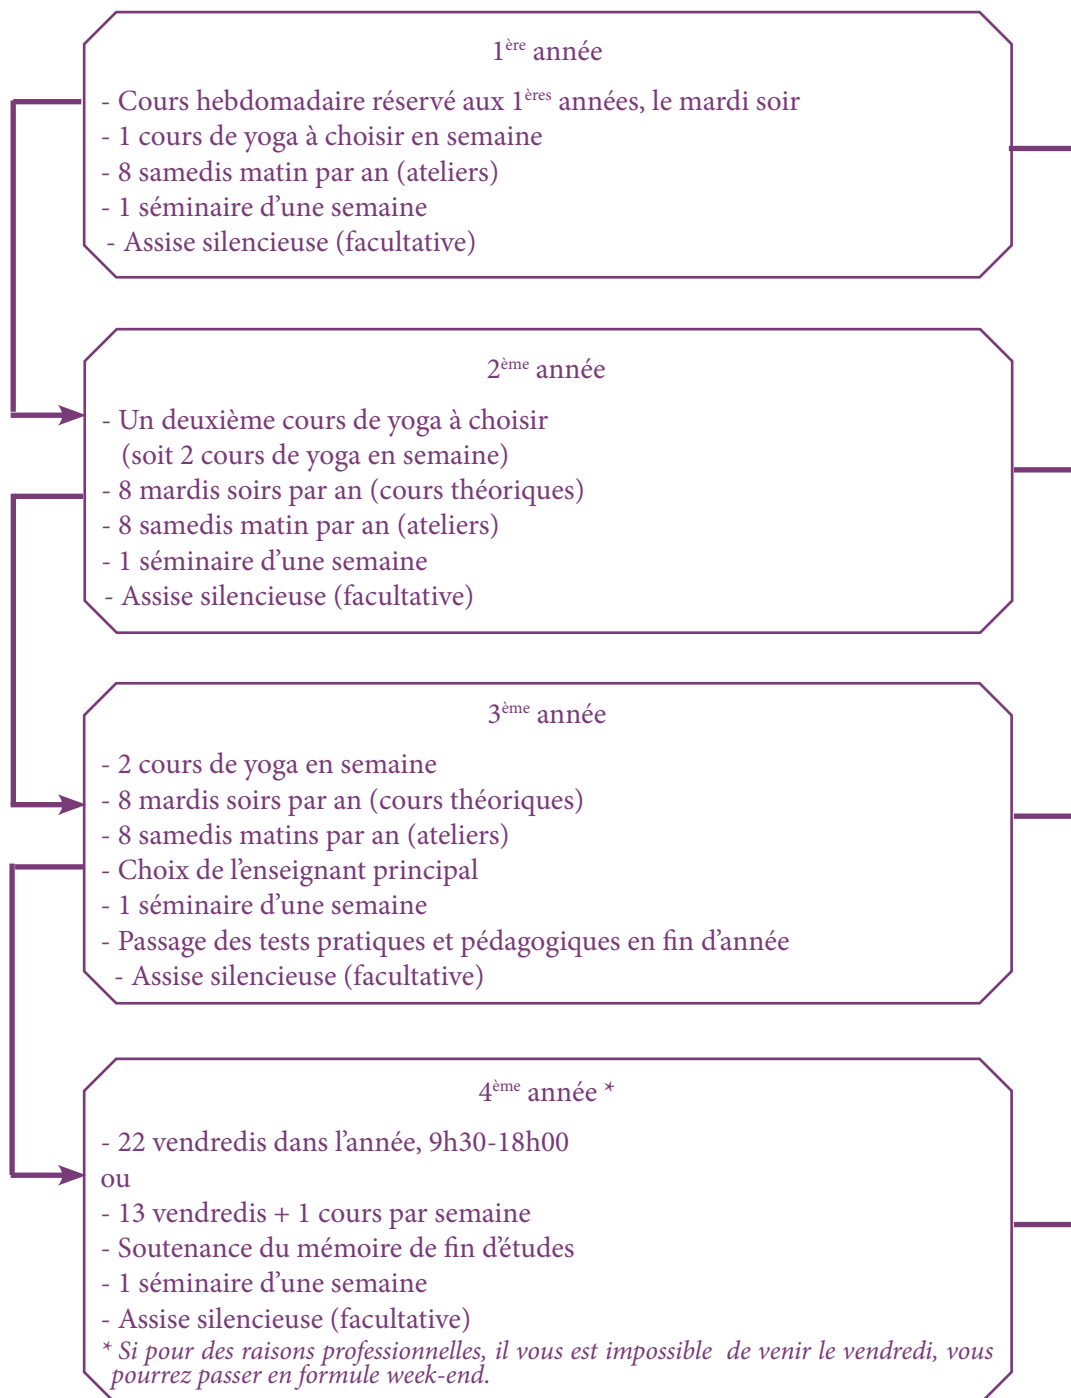 1ère année
- Cours hebdomadaire réservé aux 1ères années, le mardi soir
- 1 cours de yoga à choisir en semaine
- 8 samedis matin par an (ateliers)
- 1 séminaire d’une semaine
- Assise silencieuse (facultative)
2ème année
- Un deuxième cours de yoga à choisir
(soit 2 cours de yoga en semaine)
- 8 mardis soirs par an (cours théoriques)
- 8 samedis matin par an (ateliers)
- 1 séminaire d’une semaine
- Assise silencieuse (facultative)
3ème année
- 2 cours de yoga en semaine
- 8 mardis soirs par an (cours théoriques)
- 8 samedis matins par an (ateliers)
- Choix de l’enseignant principal
- 1 séminaire d’une semaine
- Passage des tests pratiques et pédagogiques en fin d’année
- Assise silencieuse (facultative)
4ème année *
- 22 vendredis dans l’année, 9h30-18h00
ou
- 13 vendredis + 1 cours par semaine
- Soutenance du mémoire de fin d’études
- 1 séminaire d’une semaine
- Assise silencieuse (facultative)
* Si pour des raisons professionnelles, il vous est impossible de venir le vendredi, vous
pourrez passer en formule week-end.